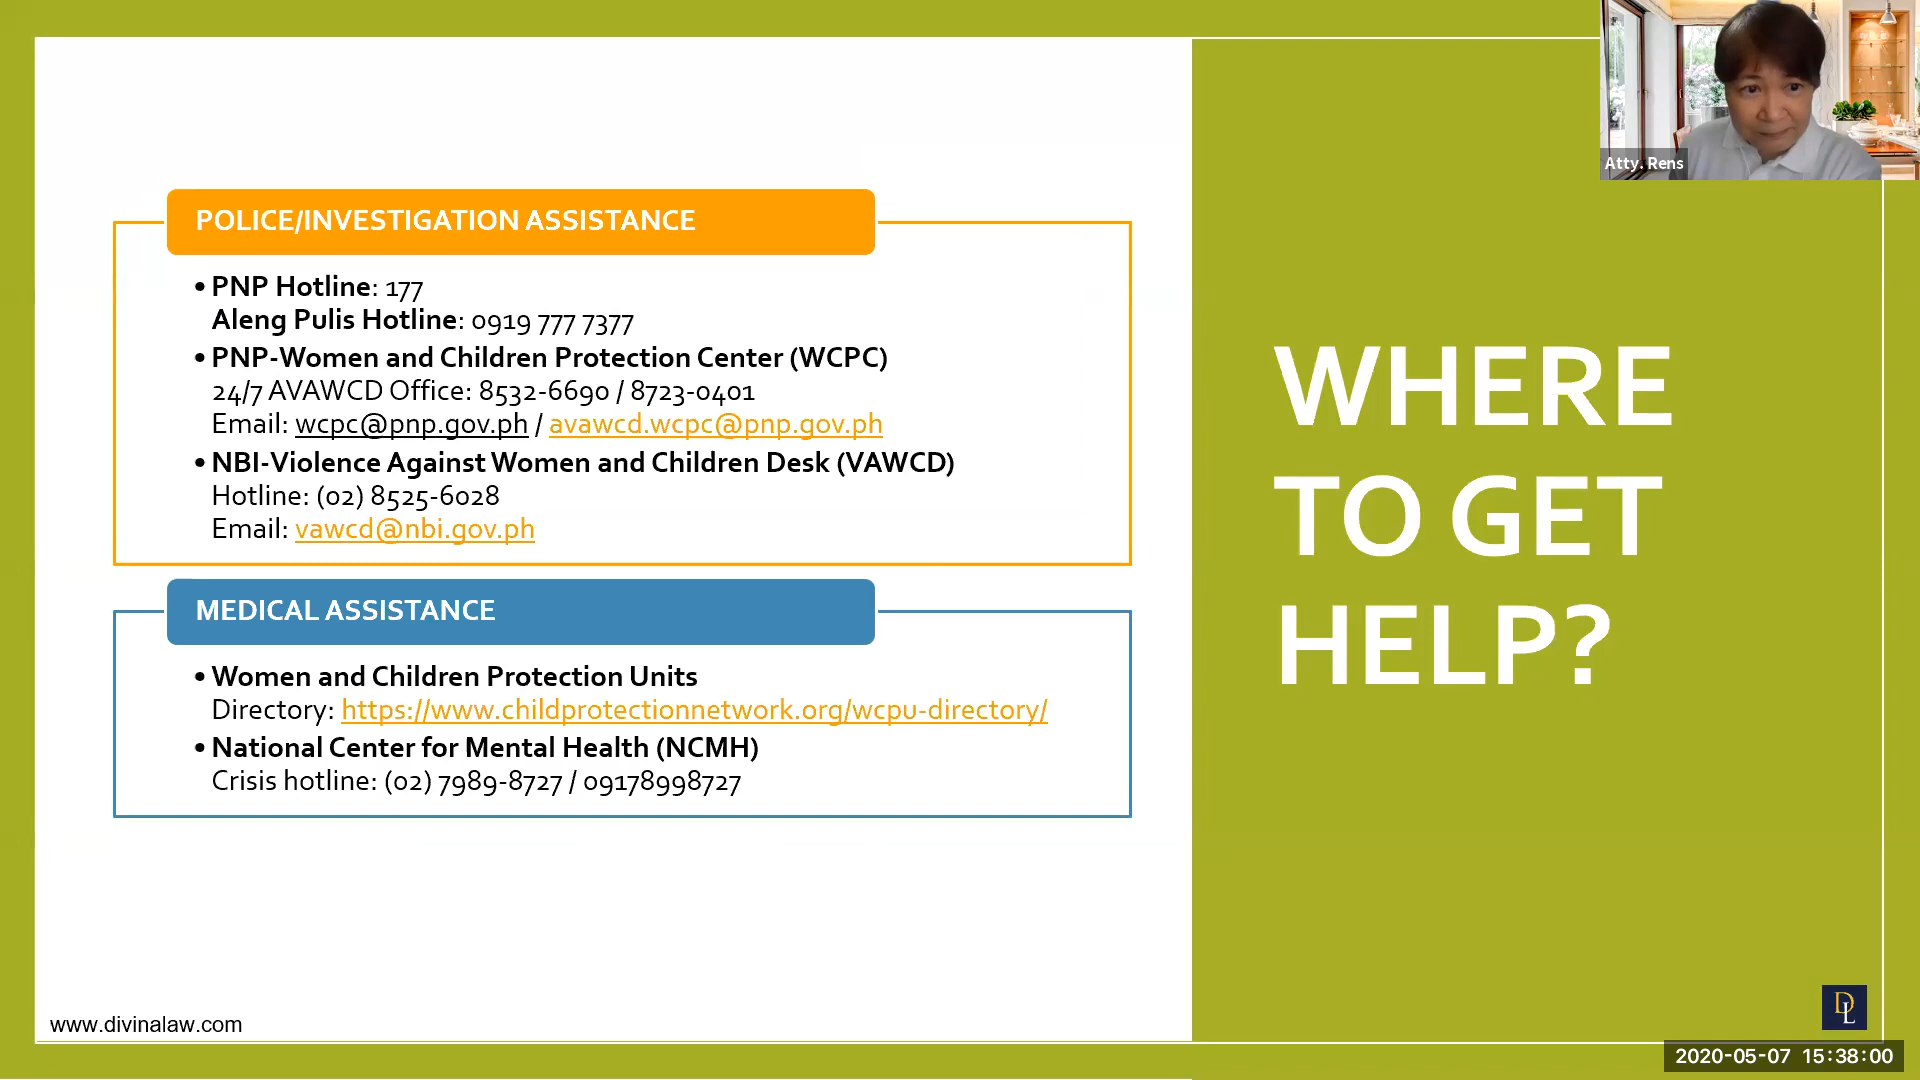 POLICE/INVESTIGATION ASSISTANCE
• PNP Hotline: 177
Aleng Pulis Hotline: 0919 777 7377
• PNP-Women and Children Protection Center (WCPC)
24/7 AVAWCD Office: 8532-6690 / 8723-0401
Email: wcpc@pnp.gov.ph / avawcd.wcpc@pnp.gov.ph
• NBI-Violence Against Women and Children Desk (VAWCD)
Hotline: (02) 8525-6028
Email: vawcd@nbi.gov.ph
MEDICAL ASSISTANCE
• Women and Children Protection Units
Directory: https://www.childprotectionnetwork.org/wcpu-directory/
• National Center for Mental Health (NCMH)
Crisis hotline: (02) 7989-8727 / 09178998727
www.divinalaw.com
WHERE
TO GET
HELP?
Atty. Rens
DL
2020-05-07 15:38:00